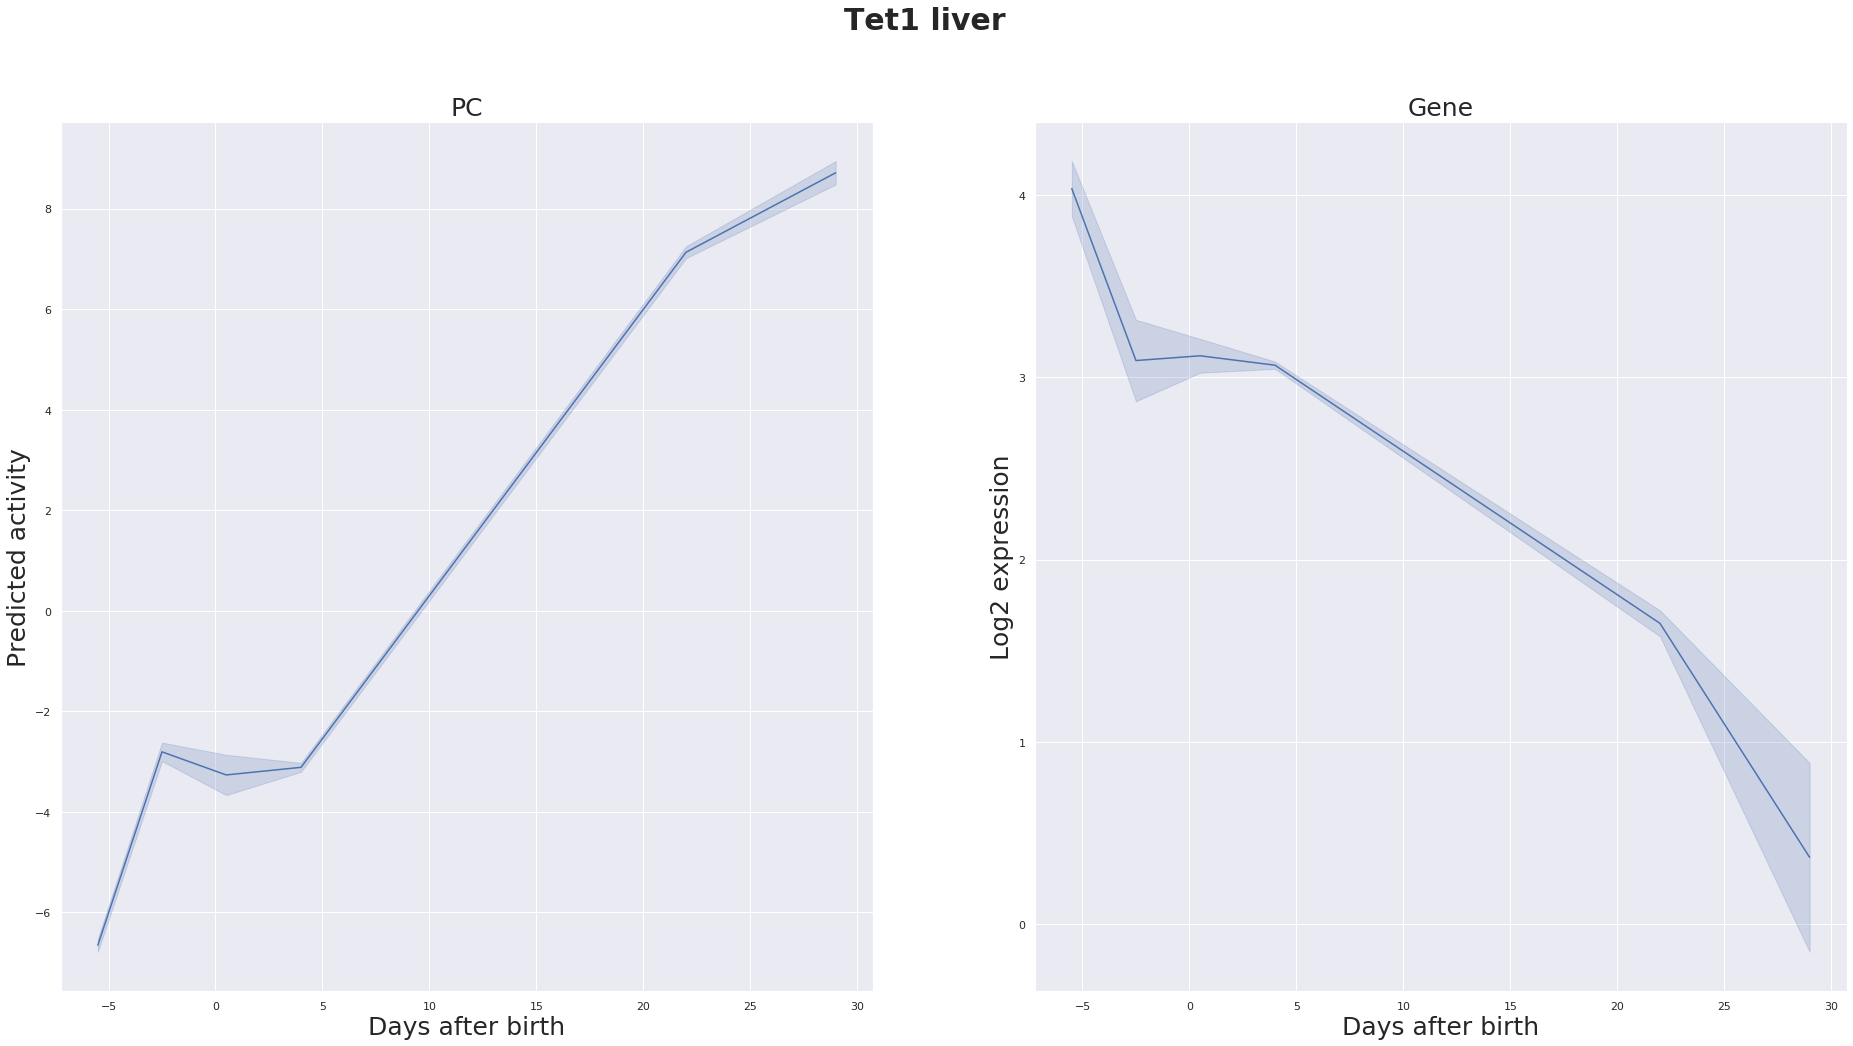 Tet1 liver
PC
Predicted activity
8
6
4
2
0
−2
−4
−6
−5 0 5 10 15 20 25 30
Days after birth
Gene
Log2 expression
4
3
2
1
0
−5 0 5 10 15 20 25 30
Days after birth